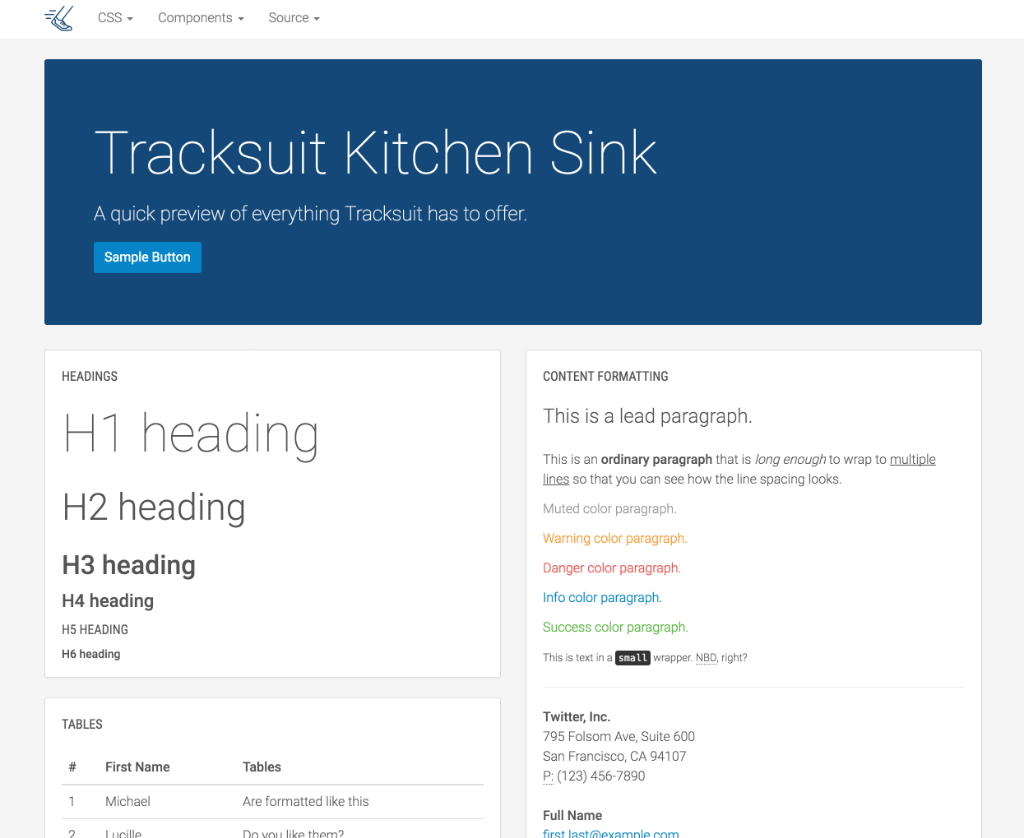 CSS
Components
Source
Tracksuit Kitchen Sink
A quick preview of everything Tracksuit has to offer.
Sample Button
HEADINGS
H1 heading
H2 heading
H3 heading
H4 heading
H5 HEADING
H6 heading
TABLES
# First Name Tables
1 Michael Are formatted like this
2 Lucille Do you like them?
CONTENT FORMATTING
This is a lead paragraph.
This is an ordinary paragraph that is long enough to wrap to multiple
lines so that you can see how the line spacing looks.
Muted color paragraph.
Warning color paragraph.
Danger color paragraph.
Info color paragraph.
Success color paragraph.
This is text in a small wrapper. NBD, right?
Twitter, Inc.
795 Folsom Ave, Suite 600
San Francisco, CA 94107
P: (123) 456-7890
Full Name
first.last@example.com